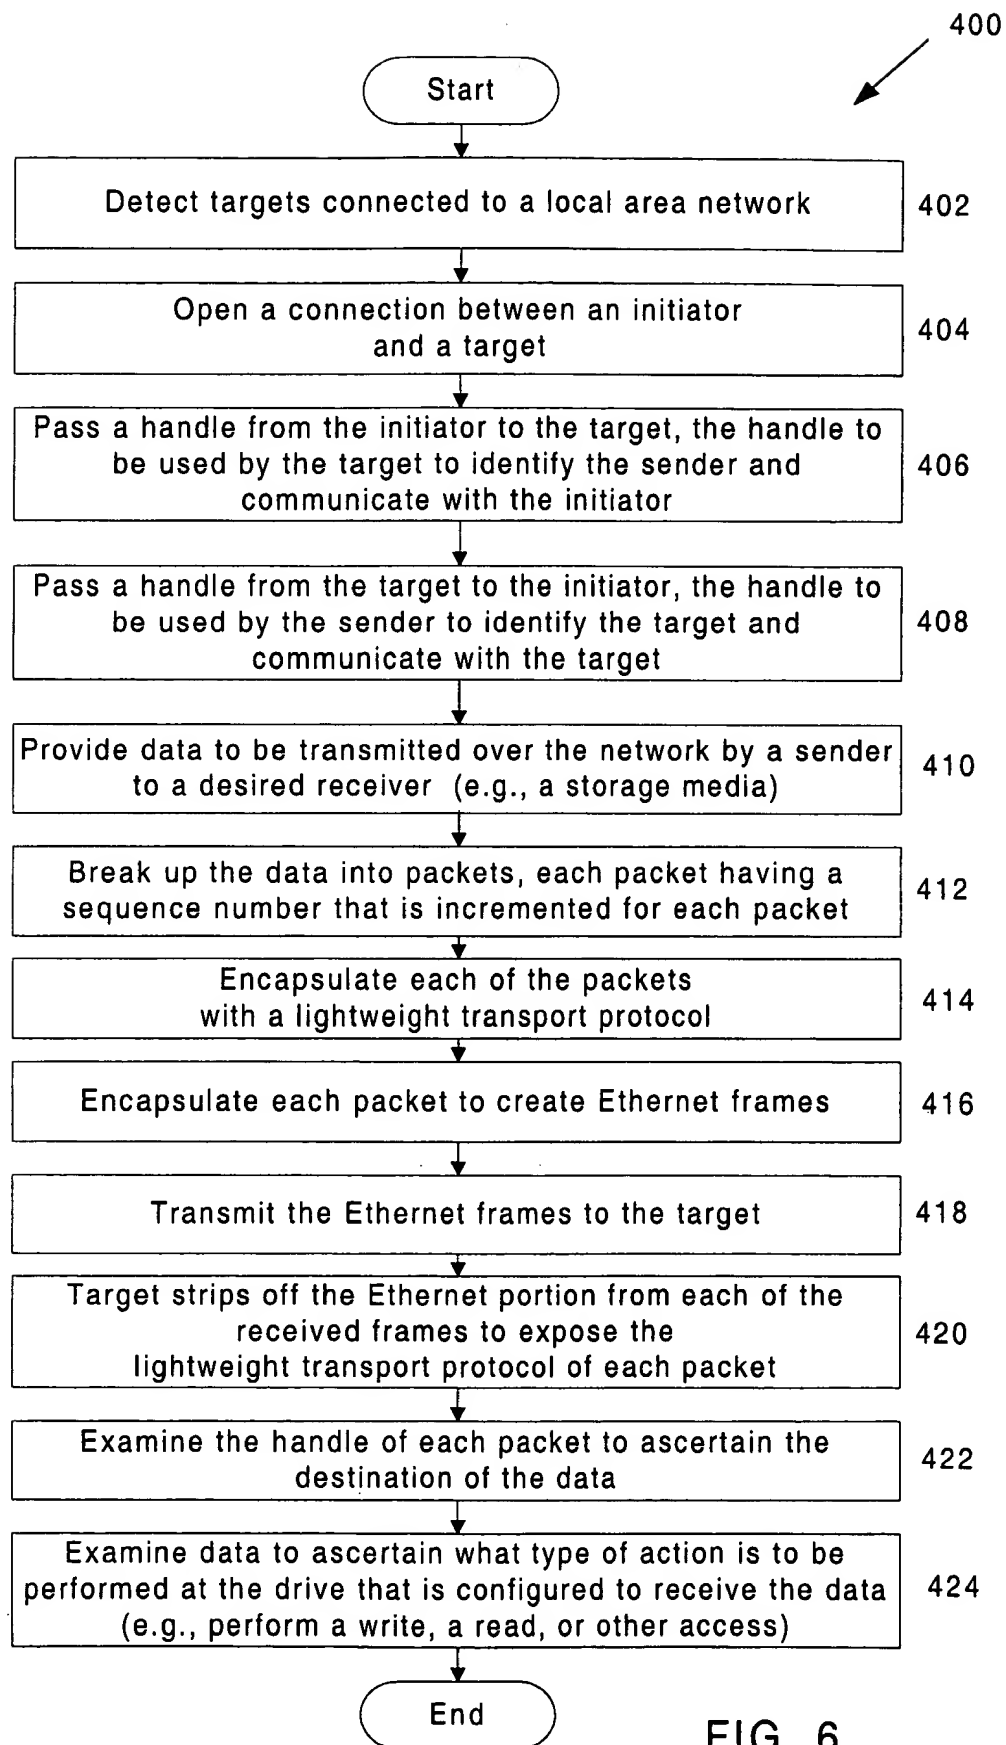 400
Start
Detect targets connected to a local area network
402
Open a connection between an initiator
and a target
404
Pass a handle from the initiator to the target, the handle to
be used by the target to identify the sender and
communicate with the initiator
406
Pass a handle from the target to the initiator, the handle to
be used by the sender to identify the target and
communicate with the target
408
Provide data to be transmitted over the network by a sender
to a desired receiver (e.g., a storage media)
410
Break up the data into packets, each packet having a
sequence number that is incremented for each packet
412
Encapsulate each of the packets
with a lightweight transport protocol
414
Encapsulate each packet to create Ethernet frames
416
Transmit the Ethernet frames to the target
418
Target strips off the Ethernet portion from each of the
received frames to expose the
lightweight transport protocol of each packet
420
Examine the handle of each packet to ascertain the
destination of the data
422
Examine data to ascertain what type of action is to be
performed at the drive that is configured to receive the data
(e.g., perform a write, a read, or other access)
424
End
FIG. 6